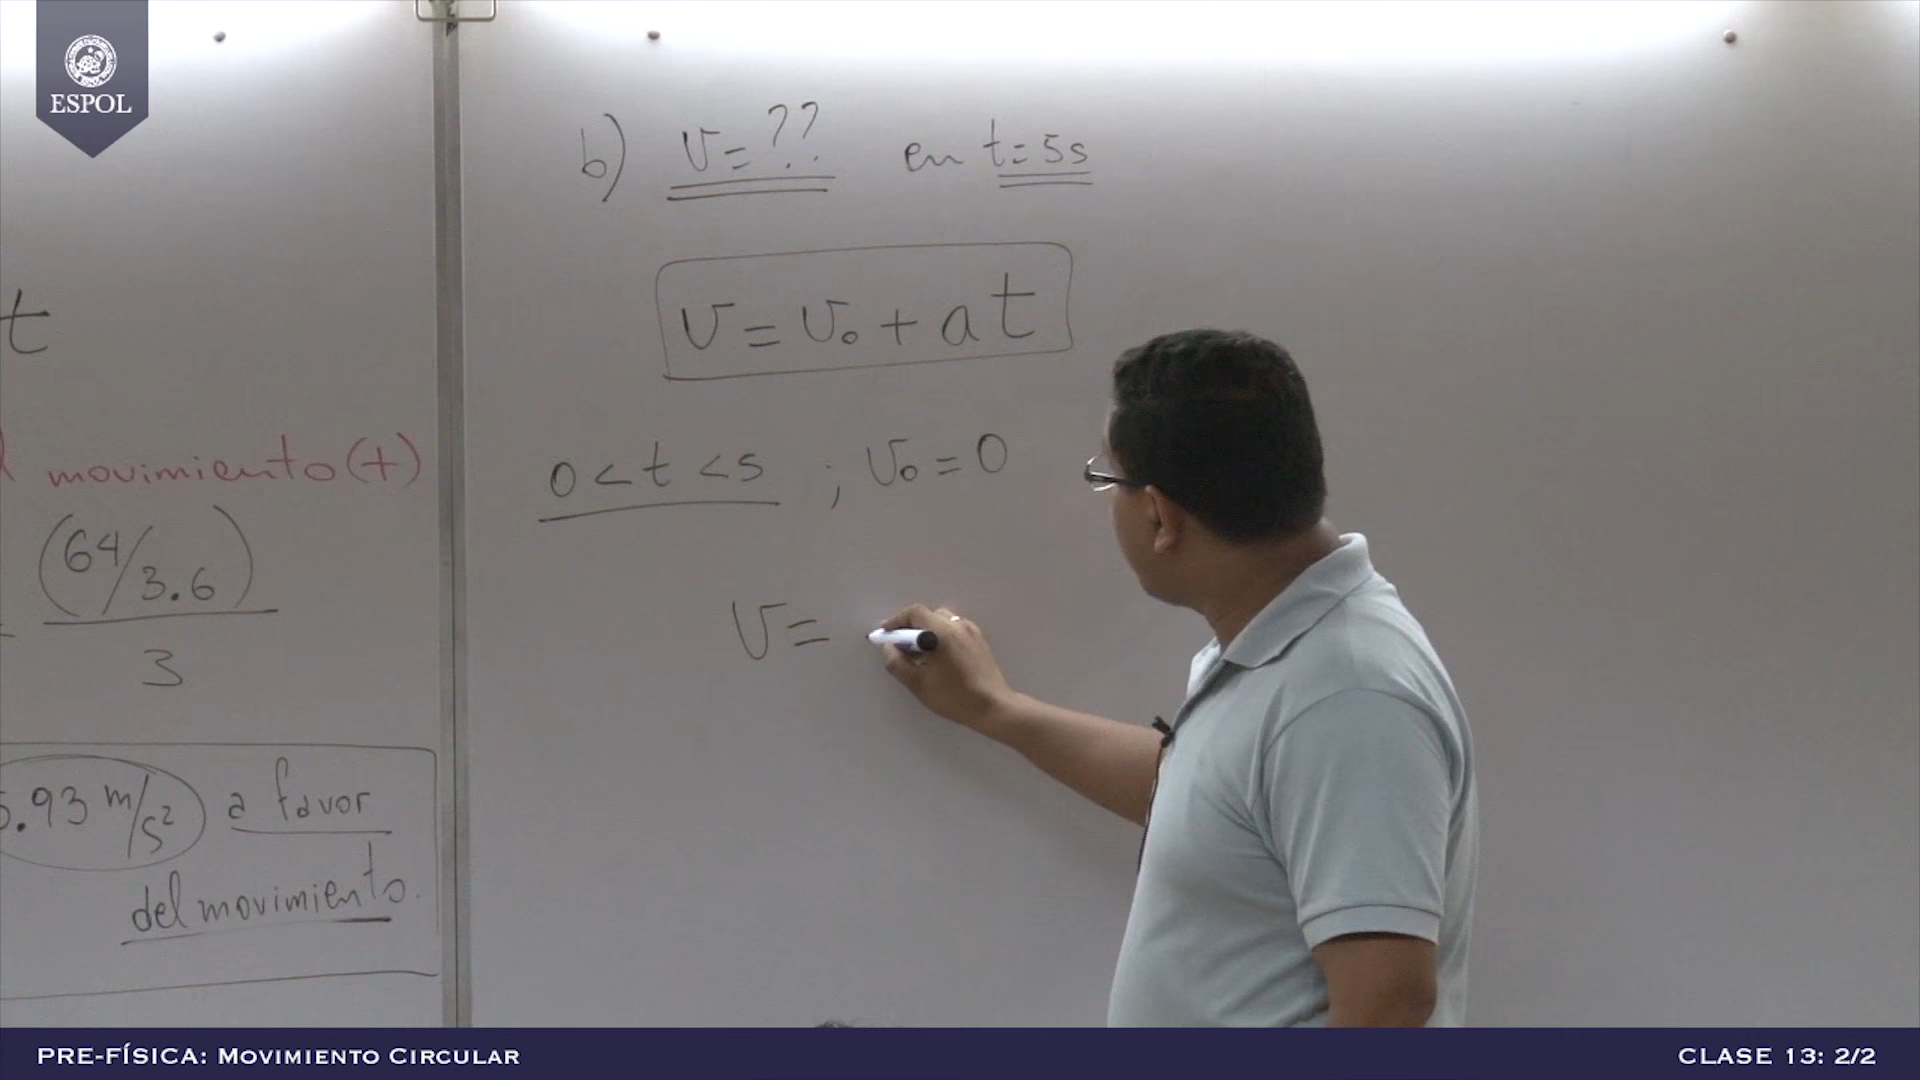 ESPOL
t
movimiento (+)
(64/3.6)
3
5.93 m/s²
a favor
del movimiento.
b) v = ?? en t = 5s
v = v₀ + at
0 < t < 5 ; v₀ = 0
v =
PRE-FÍSICA: MOVIMIENTO CIRCULAR
CLASE 13: 2/2